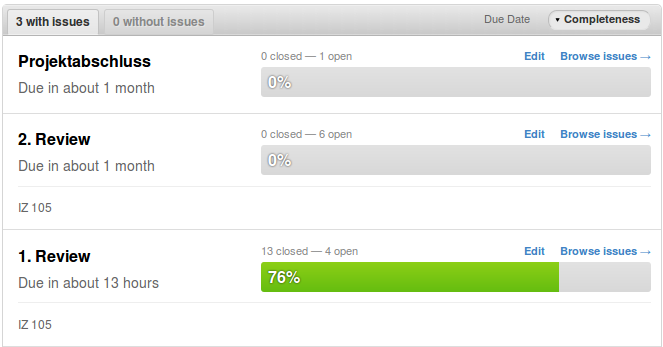 3 with issues 0 without issues Due Date ▾ Completeness
Projektabschluss 0 closed — 1 open Edit Browse issues →
Due in about 1 month 0%
2. Review 0 closed — 6 open Edit Browse issues →
Due in about 1 month 0%
IZ 105
1. Review 13 closed — 4 open Edit Browse issues →
Due in about 13 hours 76%
IZ 105